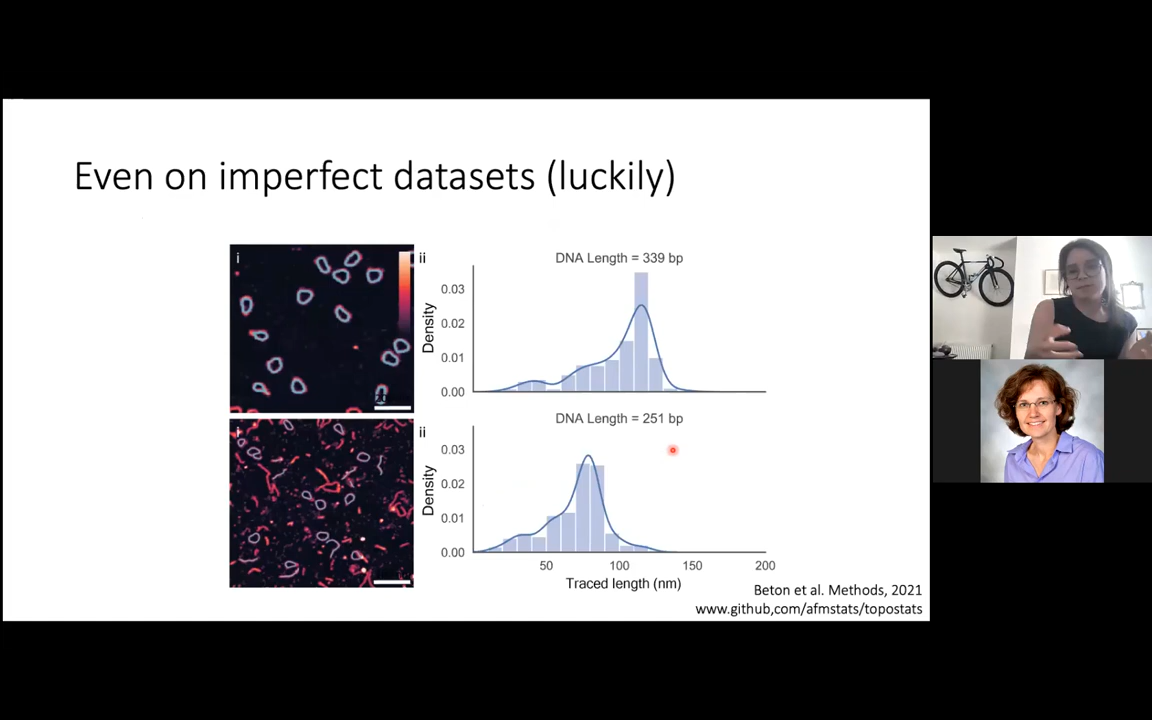 Even on imperfect datasets (luckily)
i
ii
DNA Length = 339 bp
Density
0.03
0.02
0.01
0.00
ii
DNA Length = 251 bp
Density
0.03
0.02
0.01
0.00
50 100 150 200
Traced length (nm)
Beton et al. Methods, 2021
www.github,com/afmstats/topostats